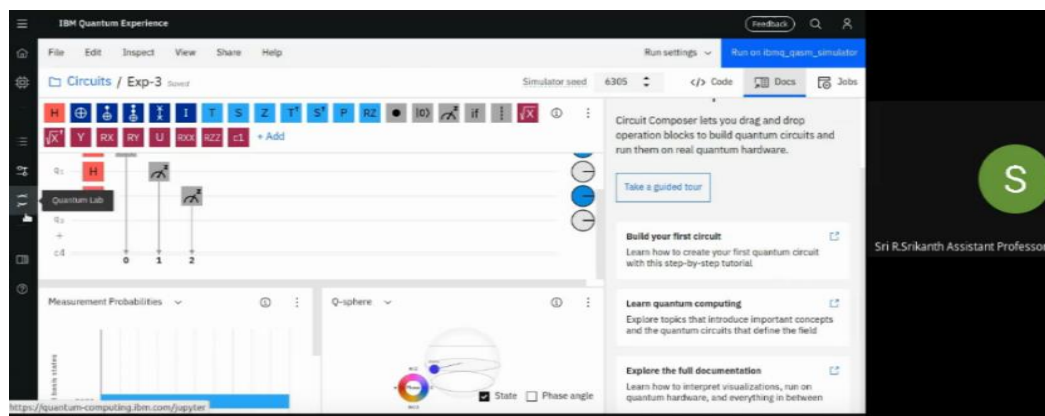 IBM Quantum Experience
Feedback
File Edit Inspect View Share Help
Run settings
Run on ibmq_qasm_simulator
Circuits / Exp-3 Saved
Simulator seed 6305
</> Code
Docs
Jobs
H I T S Z T† S† P RZ |0⟩ z if √X
√X† Y RX RY U RXX RZZ c1 + Add
Circuit Composer lets you drag and drop
operation blocks to build quantum circuits and
run them on real quantum hardware.
Take a guided tour
q1 H z
Quantum Lab
z
q3
+
c4
0 1 2
S
Sri R.Srikanth Assistant Professor
Build your first circuit
Learn how to create your first quantum circuit
with this step-by-step tutorial
Measurement Probabilities
Q-sphere
Learn quantum computing
Explore topics that introduce important concepts
and the quantum circuits that define the field
basis states
Phase
State
Phase angle
Explore the full documentation
Learn how to interpret visualizations, run on
quantum hardware, and everything in between
https://quantum-computing.ibm.com/jupyter